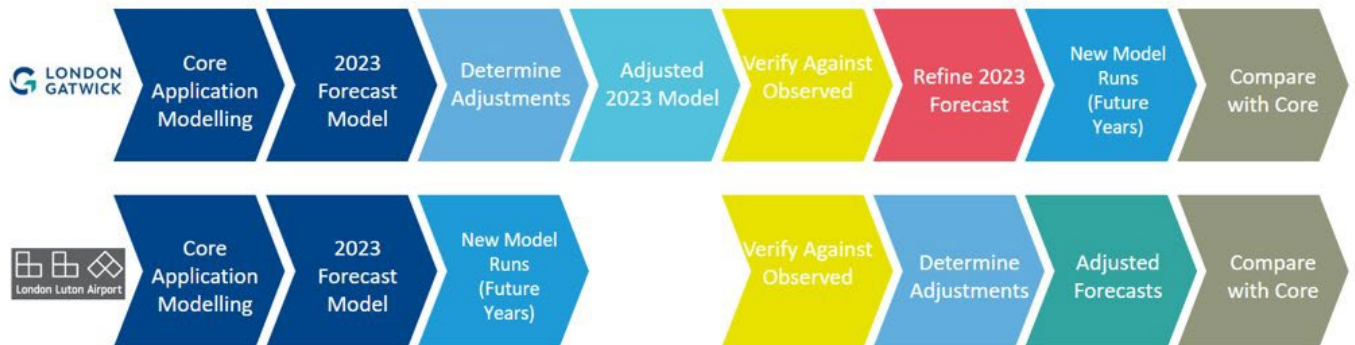 LONDON
GATWICK
Core
Application
Modelling
2023
Forecast
Model
Determine
Adjustments
Adjusted
2023 Model
Verify Against
Observed
Refine 2023
Forecast
New Model
Runs
(Future
Years)
Compare
with Core
London Luton Airport
Core
Application
Modelling
2023
Forecast
Model
New Model
Runs
(Future
Years)
Verify Against
Observed
Determine
Adjustments
Adjusted
Forecasts
Compare
with Core